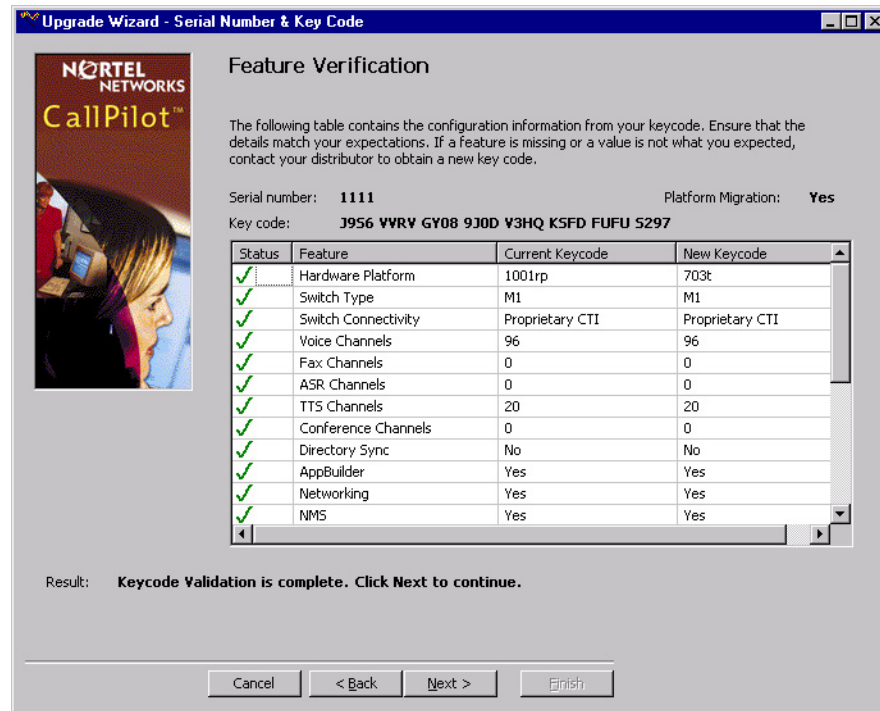 Upgrade Wizard - Serial Number & Key Code
NORTEL
NETWORKS
CallPilot™
Feature Verification
The following table contains the configuration information from your keycode. Ensure that the
details match your expectations. If a feature is missing or a value is not what you expected,
contact your distributor to obtain a new key code.
Serial number: 1111 Platform Migration: Yes
Key code: J9S6 VVRV GY08 9J0D V3HQ K5FD FUFU S297
Status Feature Current Keycode New Keycode
Hardware Platform 1001rp 703t
Switch Type M1 M1
Switch Connectivity Proprietary CTI Proprietary CTI
Voice Channels 96 96
Fax Channels 0 0
ASR Channels 0 0
TTS Channels 20 20
Conference Channels 0 0
Directory Sync No No
AppBuilder Yes Yes
Networking Yes Yes
NMS Yes Yes
Result: Keycode Validation is complete. Click Next to continue.
Cancel < Back Next > Finish